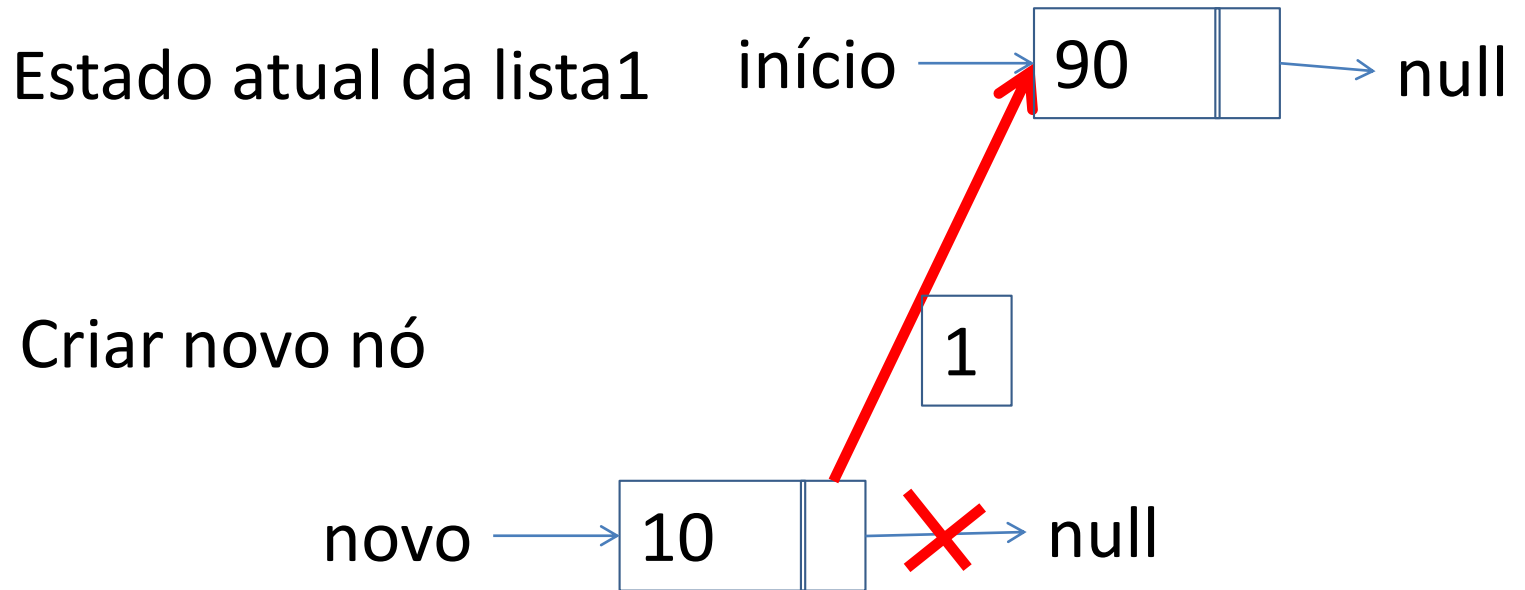 Estado atual da lista1
início
90
null
Criar novo nó
1
novo
10
null